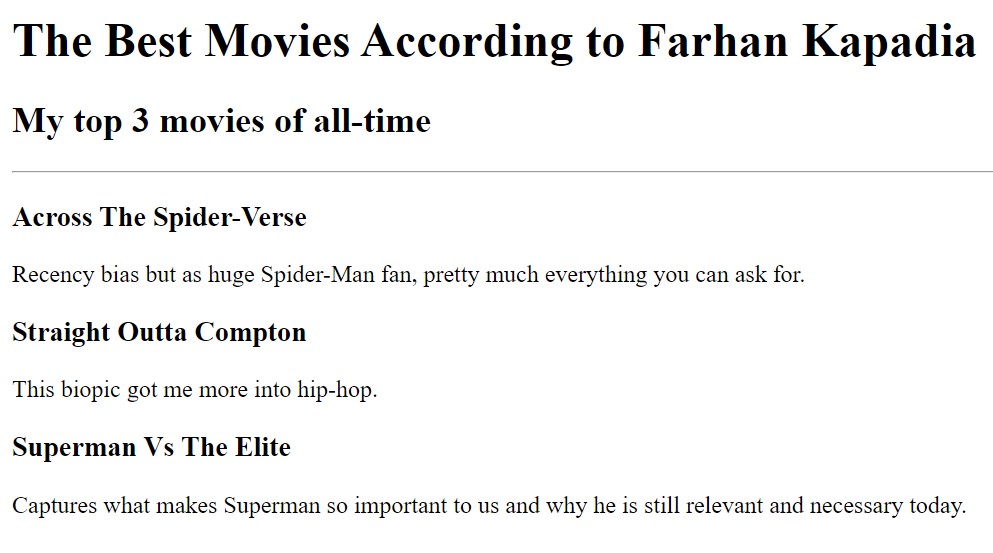 The Best Movies According to Farhan Kapadia
My top 3 movies of all-time
Across The Spider-Verse
Recency bias but as huge Spider-Man fan, pretty much everything you can ask for.
Straight Outta Compton
This biopic got me more into hip-hop.
Superman Vs The Elite
Captures what makes Superman so important to us and why he is still relevant and necessary today.